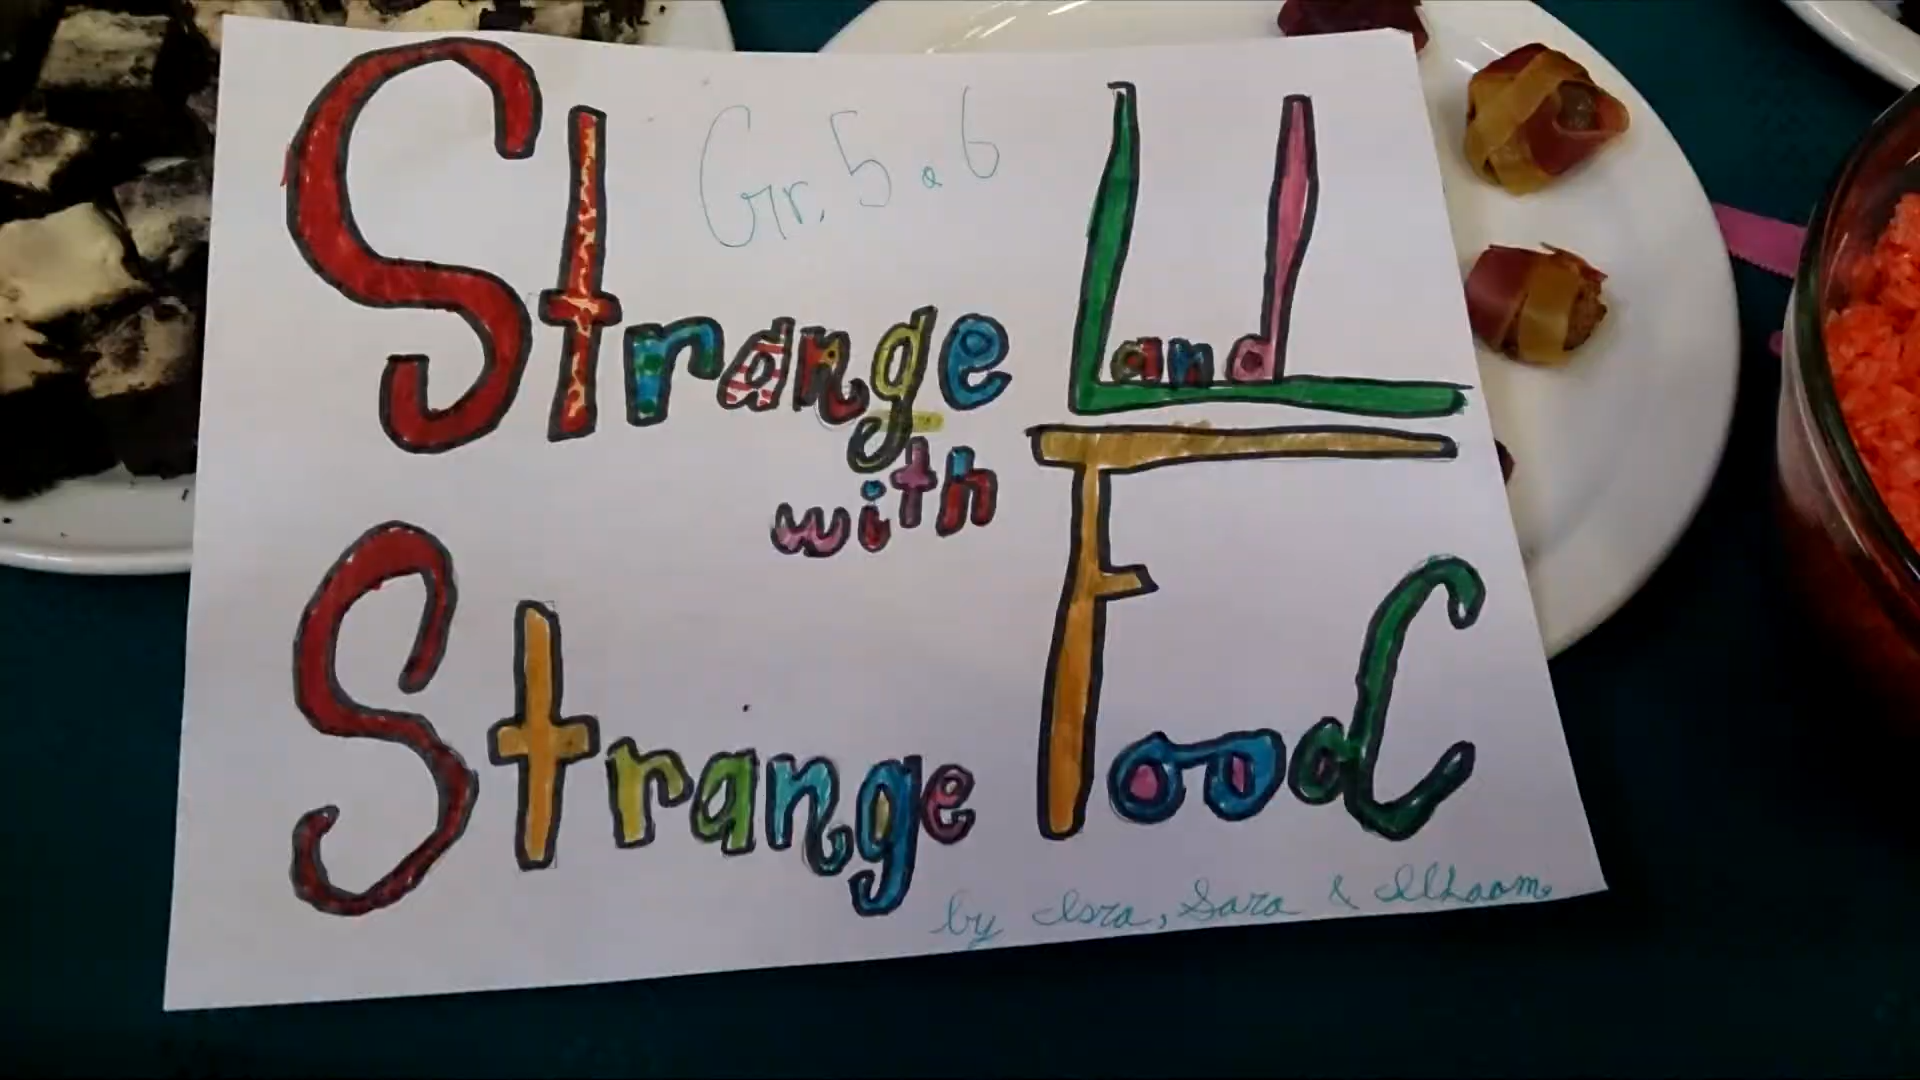 Gr. 5 & 6
Strange Land
with
Strange Food
by Isra, Sara & Ilhaam.